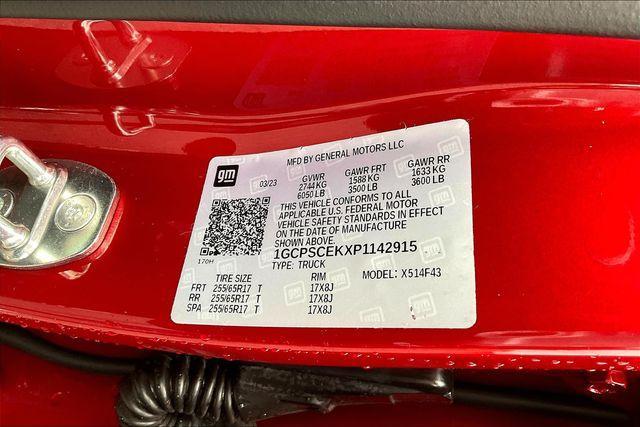 MFD BY GENERAL MOTORS LLC
gm
03/23
GVWR GAWR FRT GAWR RR
2744 KG 1588 KG 1633 KG
6050 LB 3500 LB 3600 LB
THIS VEHICLE CONFORMS TO ALL
APPLICABLE U.S. FEDERAL MOTOR
VEHICLE SAFETY STANDARDS IN EFFECT
ON THE DATE OF MANUFACTURE
SHOWN ABOVE.
170H
1GCPSCEKXP1142915
TYPE: TRUCK MODEL: X514F43
TIRE SIZE RIM
FRT 255/65R17 T 17X8J
RR 255/65R17 T 17X8J
SPA 255/65R17 T 17X8J